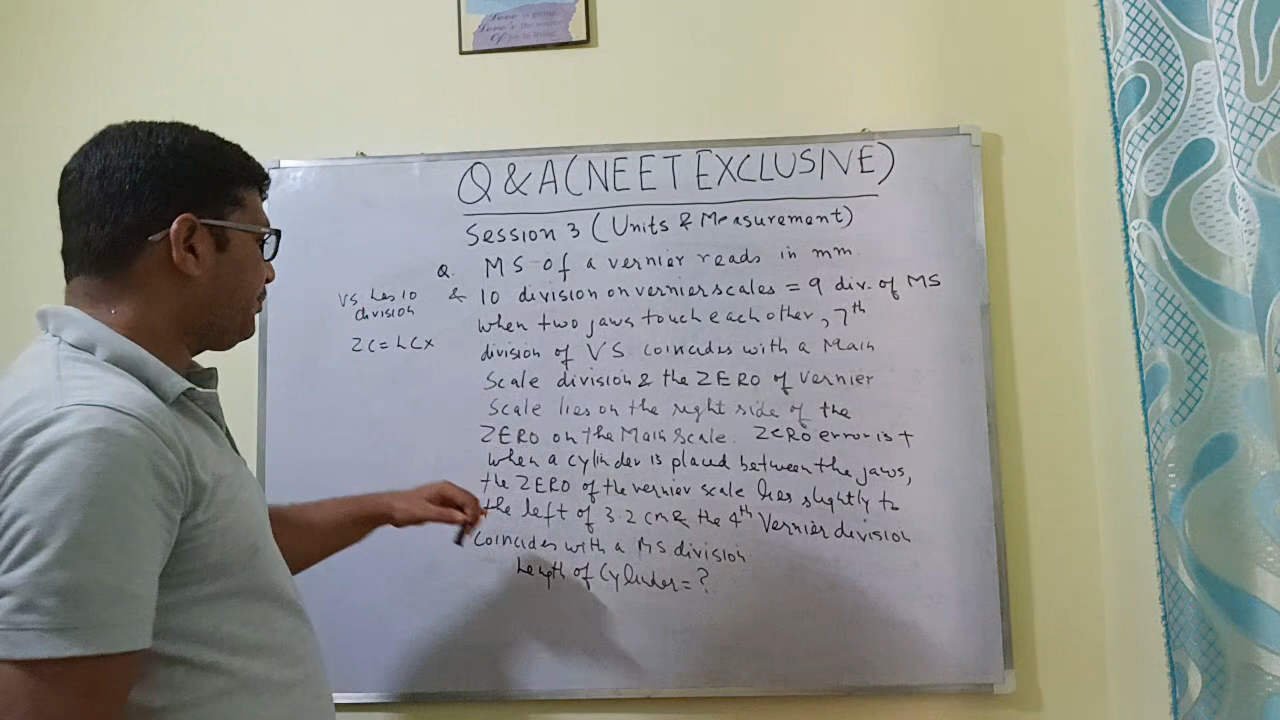 Love is giving,
Q & A (NEET EXCLUSIVE)
Session 3 (Units & Measurement)
Q. MS of a vernier reads in mm.
& 10 division on vernier scales = 9 div. of MS
when two jaws touch each other, 7th
division of VS coincides with a Main
Scale division & the ZERO of vernier
Scale lies on the right side of the
ZERO on the Main Scale. ZERO error is +
when a cylinder is placed between the jaws,
the ZERO of the vernier scale lies slightly to
the left of 3.2 cm & the 4th Vernier division
Coincides with a MS division
Length of Cylinder = ?
VS has 10
division
ZC = LC x